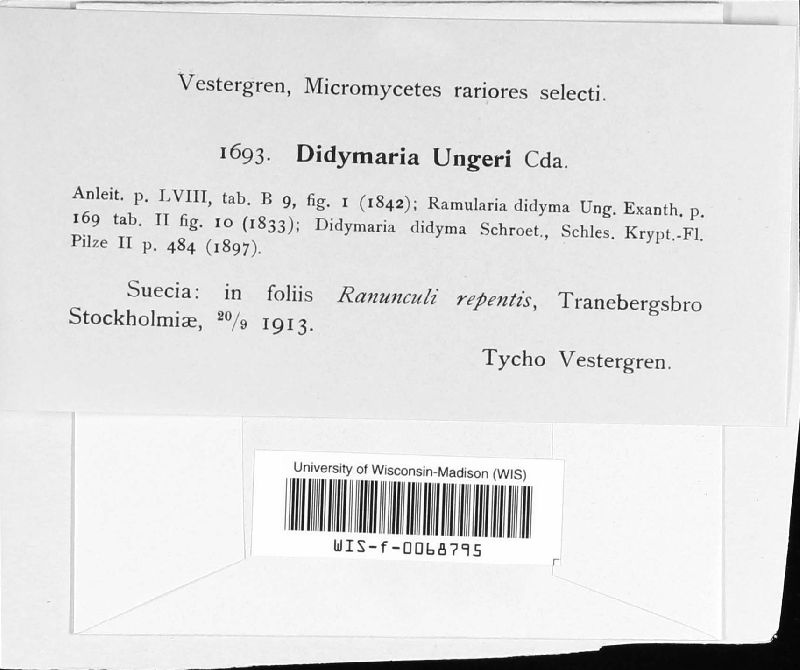 Vestergren, Micromycetes rariores selecti.
1693. Didymaria Ungeri Cda.
Anleit. p. LVIII, tab. B 9, fig. 1 (1842); Ramularia didyma Ung. Exanth. p.
169 tab. II fig. 10 (1833); Didymaria didyma Schroet., Schles. Krypt.-Fl.
Pilze II p. 484 (1897).
Suecia: in foliis Ranunculi repentis, Tranebergsbro
Stockholmiæ, 20/9 1913.
Tycho Vestergren.
University of Wisconsin-Madison (WIS)
WIS-f-0068795